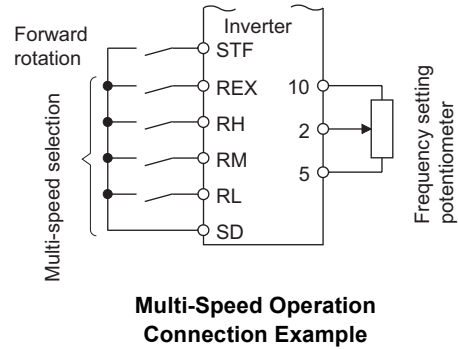 Inverter
Forward
rotation
STF
REX
RH
RM
RL
SD
Multi-speed selection
10
2
5
Frequency setting
potentiometer
Multi-Speed Operation
Connection Example